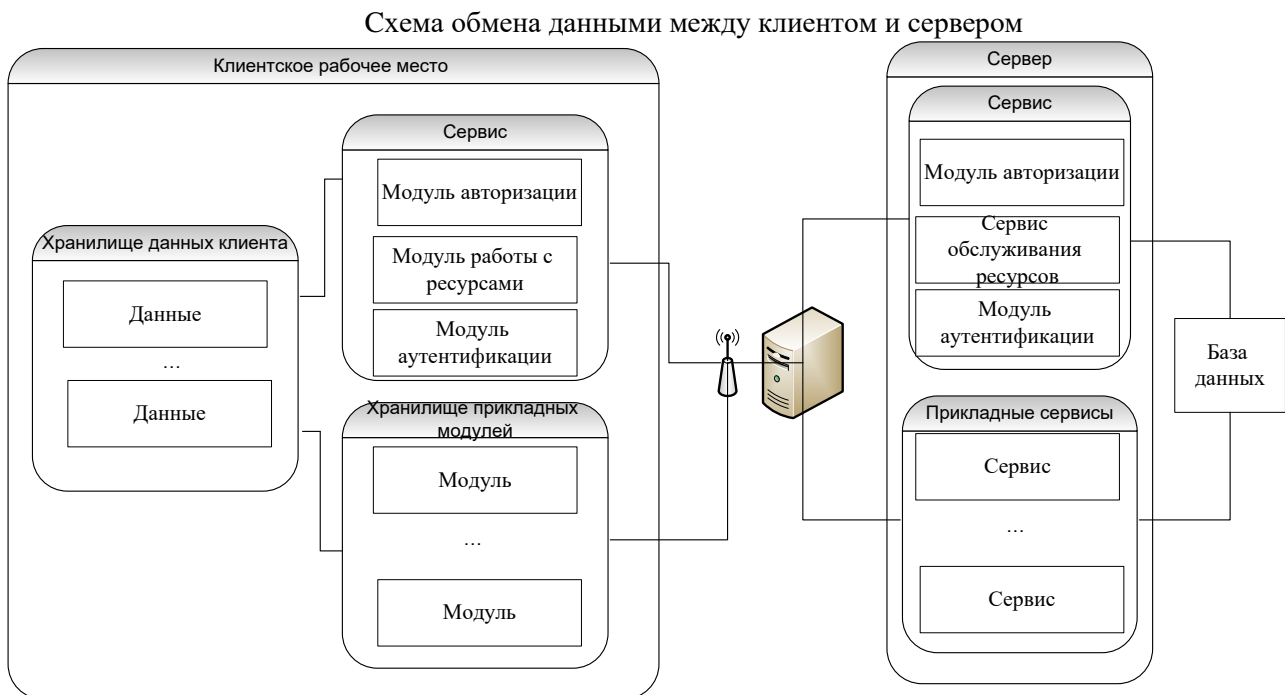 Схема обмена данными между клиентом и сервером
Клиентское рабочее место
Хранилище данных клиента
Данные
...
Данные
Сервис
Модуль авторизации
Модуль работы с
ресурсами
Модуль
аутентификации
Хранилище прикладных
модулей
Модуль
...
Модуль
Сервер
Сервис
Модуль авторизации
Сервис
обслуживания
ресурсов
Модуль
аутентификации
Прикладные сервисы
Сервис
...
Сервис
База
данных